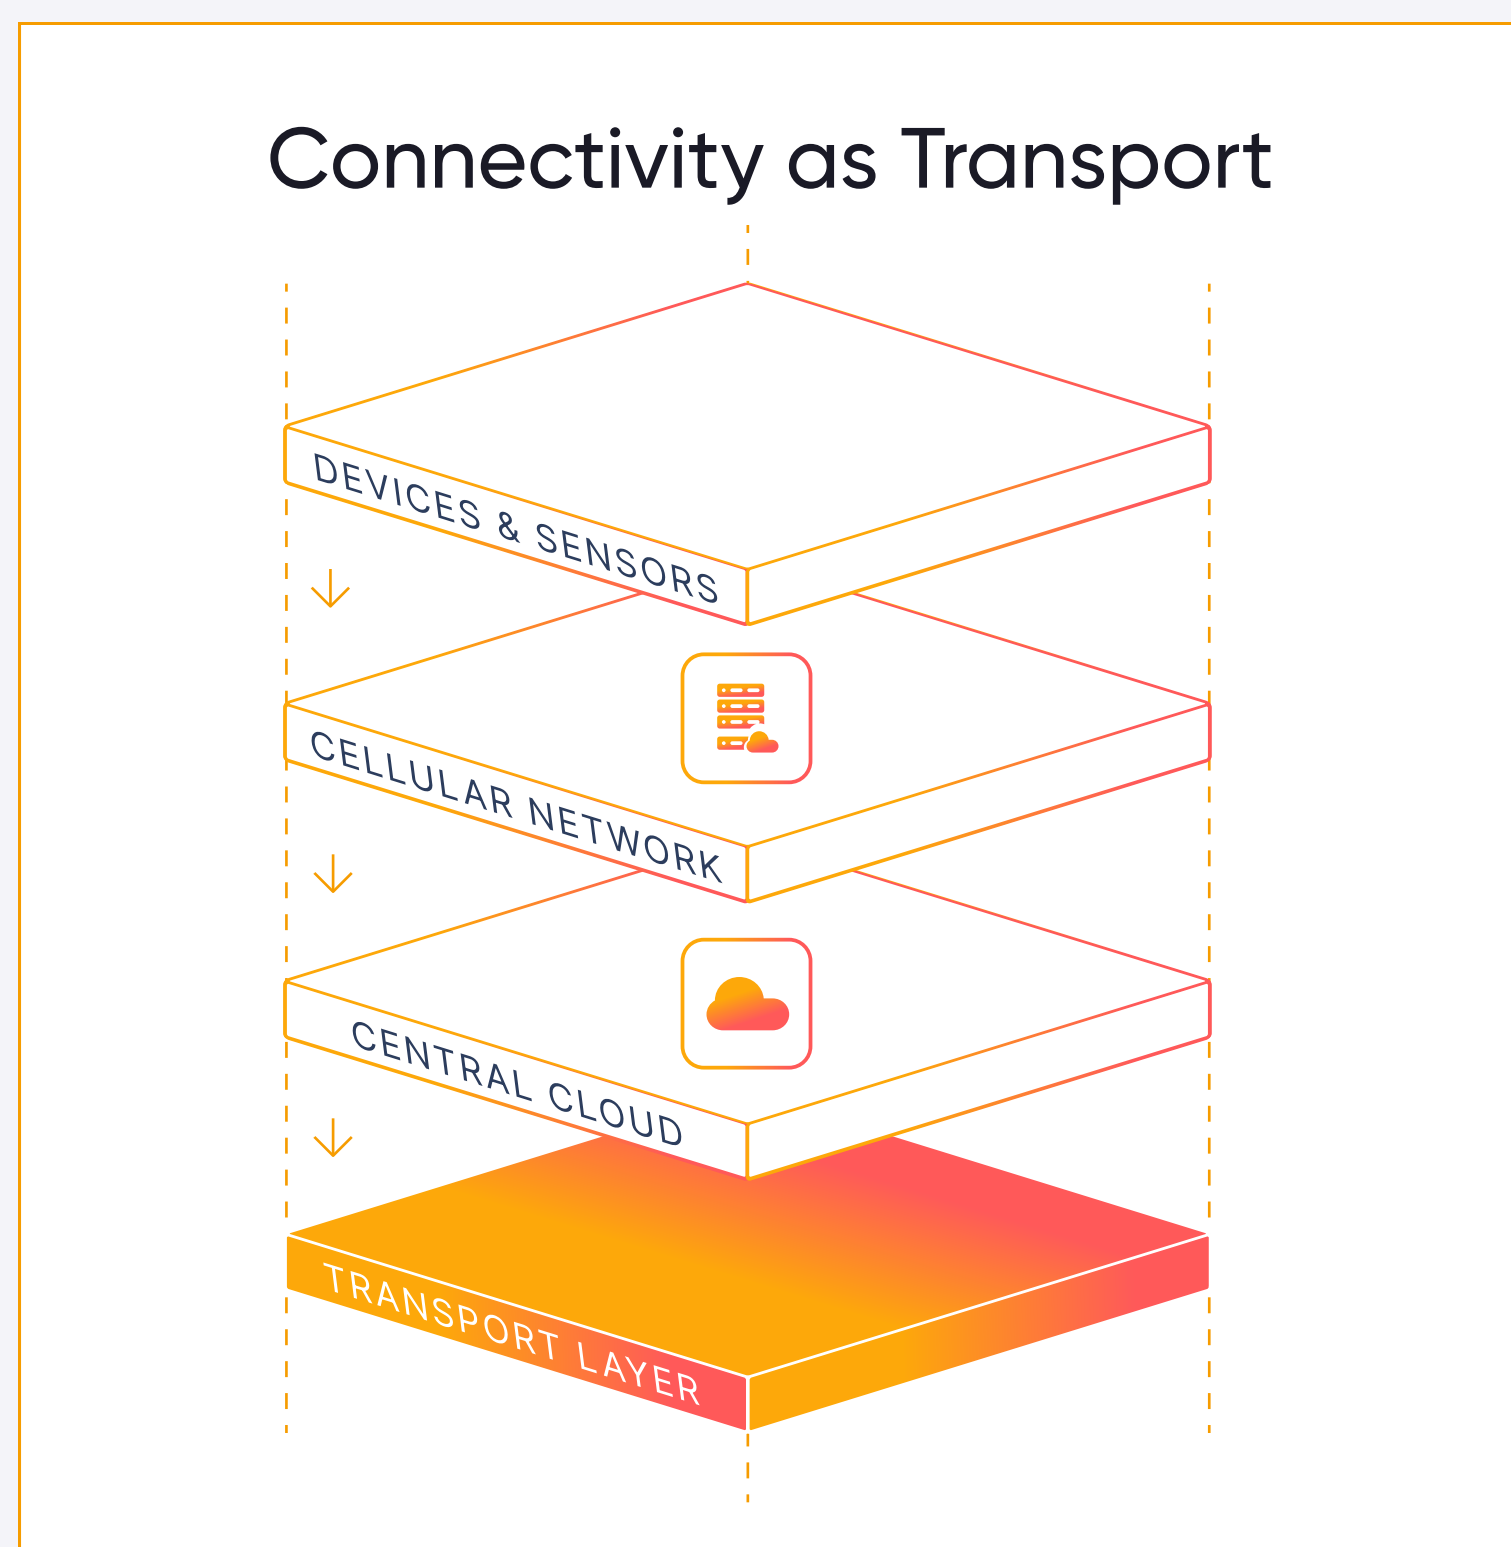 Connectivity as Transport
DEVICES & SENSORS
CELLULAR NETWORK
CENTRAL CLOUD
TRANSPORT LAYER